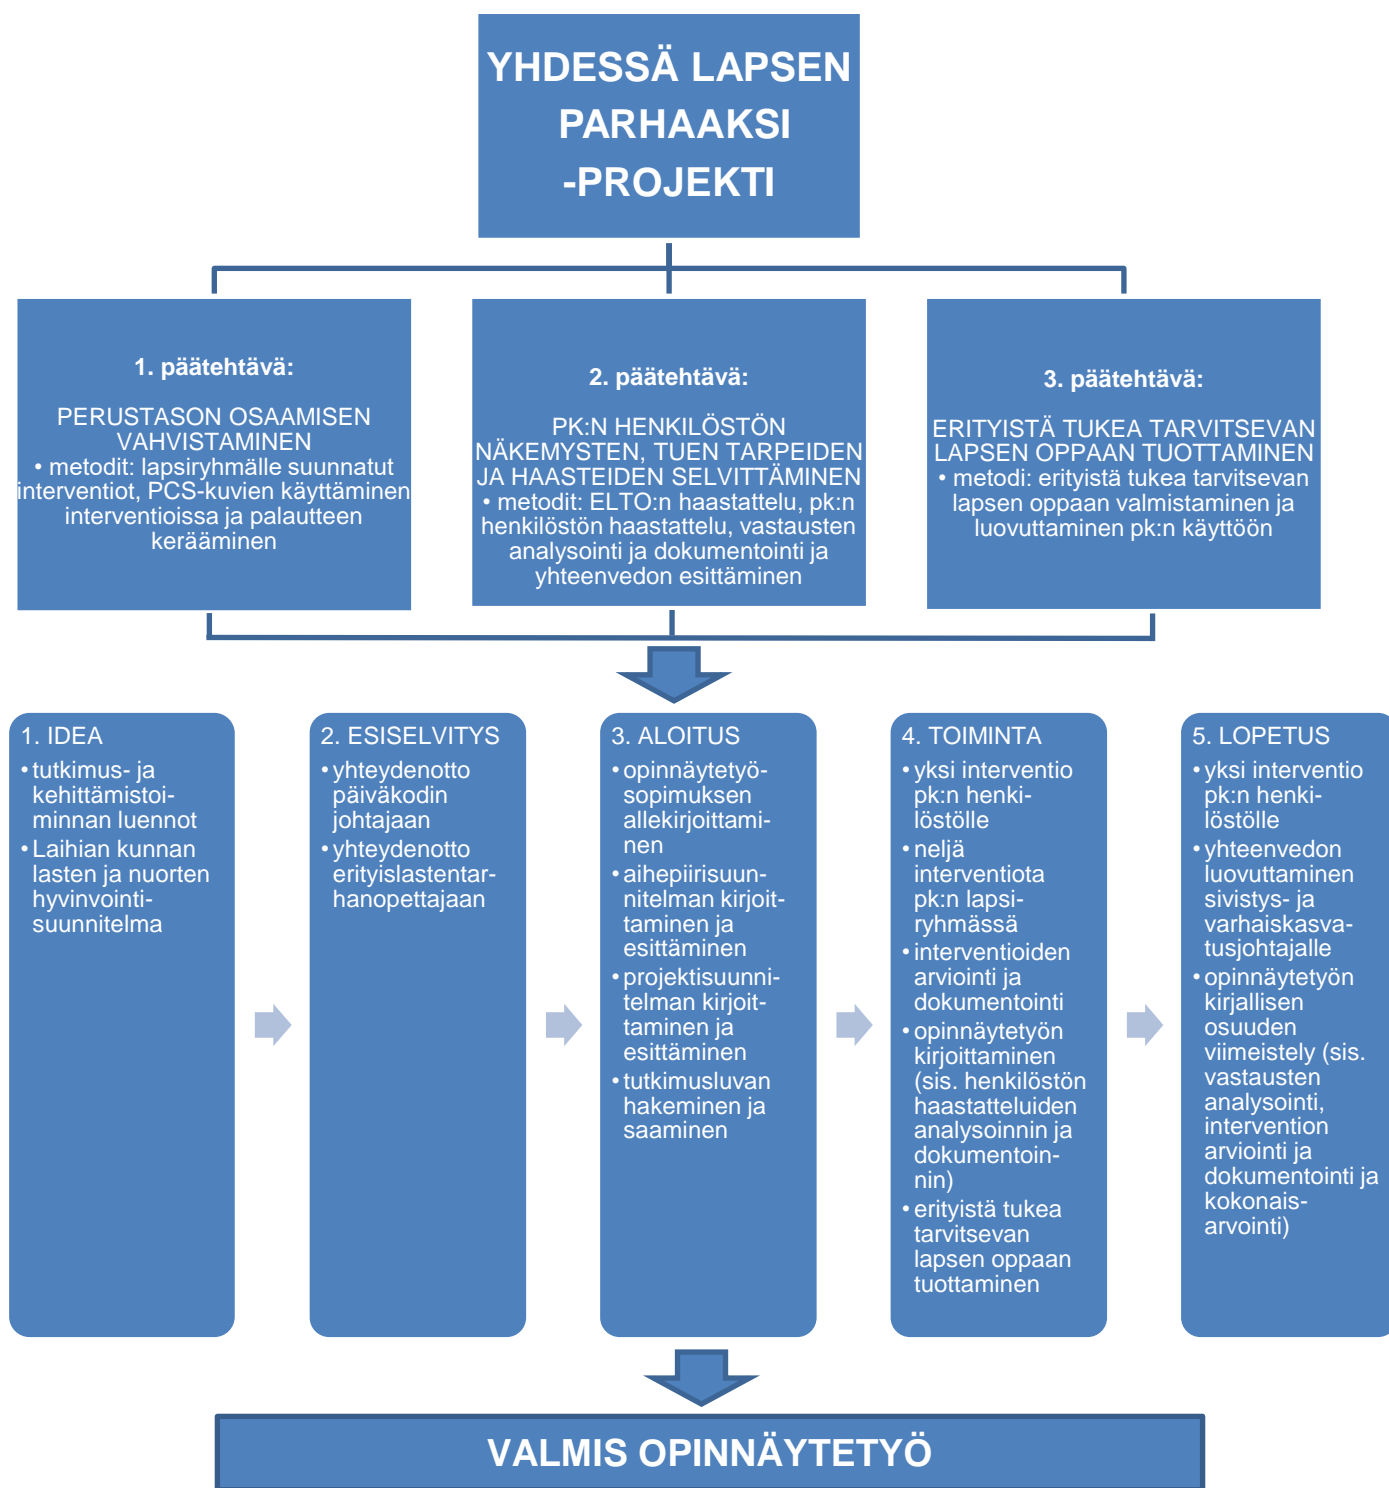 YHDESSÄ LAPSEN
PARHAAKSI
-PROJEKTI
1. päätehtävä:
PERUSTASON OSAAMISEN
VAHVISTAMINEN
• metodit: lapsiryhmälle suunnatut
interventiot, PCS-kuvien käyttäminen
interventioissa ja palautteen
kerääminen
2. päätehtävä:
PK:N HENKILÖSTÖN
NÄKEMYSTEN, TUEN TARPEIDEN
JA HAASTEIDEN SELVITTÄMINEN
• metodit: ELTO:n haastattelu, pk:n
henkilöstön haastattelu, vastausten
analysointi ja dokumentointi ja
yhteenvedon esittäminen
3. päätehtävä:
ERITYISTÄ TUKEA TARVITSEVAN
LAPSEN OPPAAN TUOTTAMINEN
• metodi: erityistä tukea tarvitsevan
lapsen oppaan valmistaminen ja
luovuttaminen pk:n käyttöön
1. IDEA
• tutkimus- ja
kehittämistoi-
minnan luennot
• Laihian kunnan
lasten ja nuorten
hyvinvointi-
suunnitelma
2. ESISELVITYS
• yhteydenotto
päiväkodin
johtajaan
• yhteydenotto
erityislastentar-
hanopettajaan
3. ALOITUS
• opinnäytetyö-
sopimuksen
allekirjoittami-
nen
• aihepiirisuun-
nitelman kirjoit-
taminen ja
esittäminen
• projektisuunni-
telman kirjoit-
taminen ja
esittäminen
• tutkimusluvan
hakeminen ja
saaminen
4. TOIMINTA
• yksi interventio
pk:n henki-
löstölle
• neljä
interventiota
pk:n lapsi-
ryhmässä
• interventioiden
arviointi ja
dokumentointi
• opinnäytetyön
kirjoittaminen
(sis. henkilöstön
haastatteluiden
analysoinnin ja
dokumentoin-
nin)
• erityistä tukea
tarvitsevan
lapsen oppaan
tuottaminen
5. LOPETUS
• yksi interventio
pk:n henki-
löstölle
• yhteenvedon
luovuttaminen
sivistys- ja
varhaiskasva-
tusjohtajalle
• opinnäytetyön
kirjallisen
osuuden
viimeistely (sis.
vastausten
analysointi,
intervention
arviointi ja
dokumentointi ja
kokonais-
arvointi)
VALMIS OPINNÄYTETYÖ